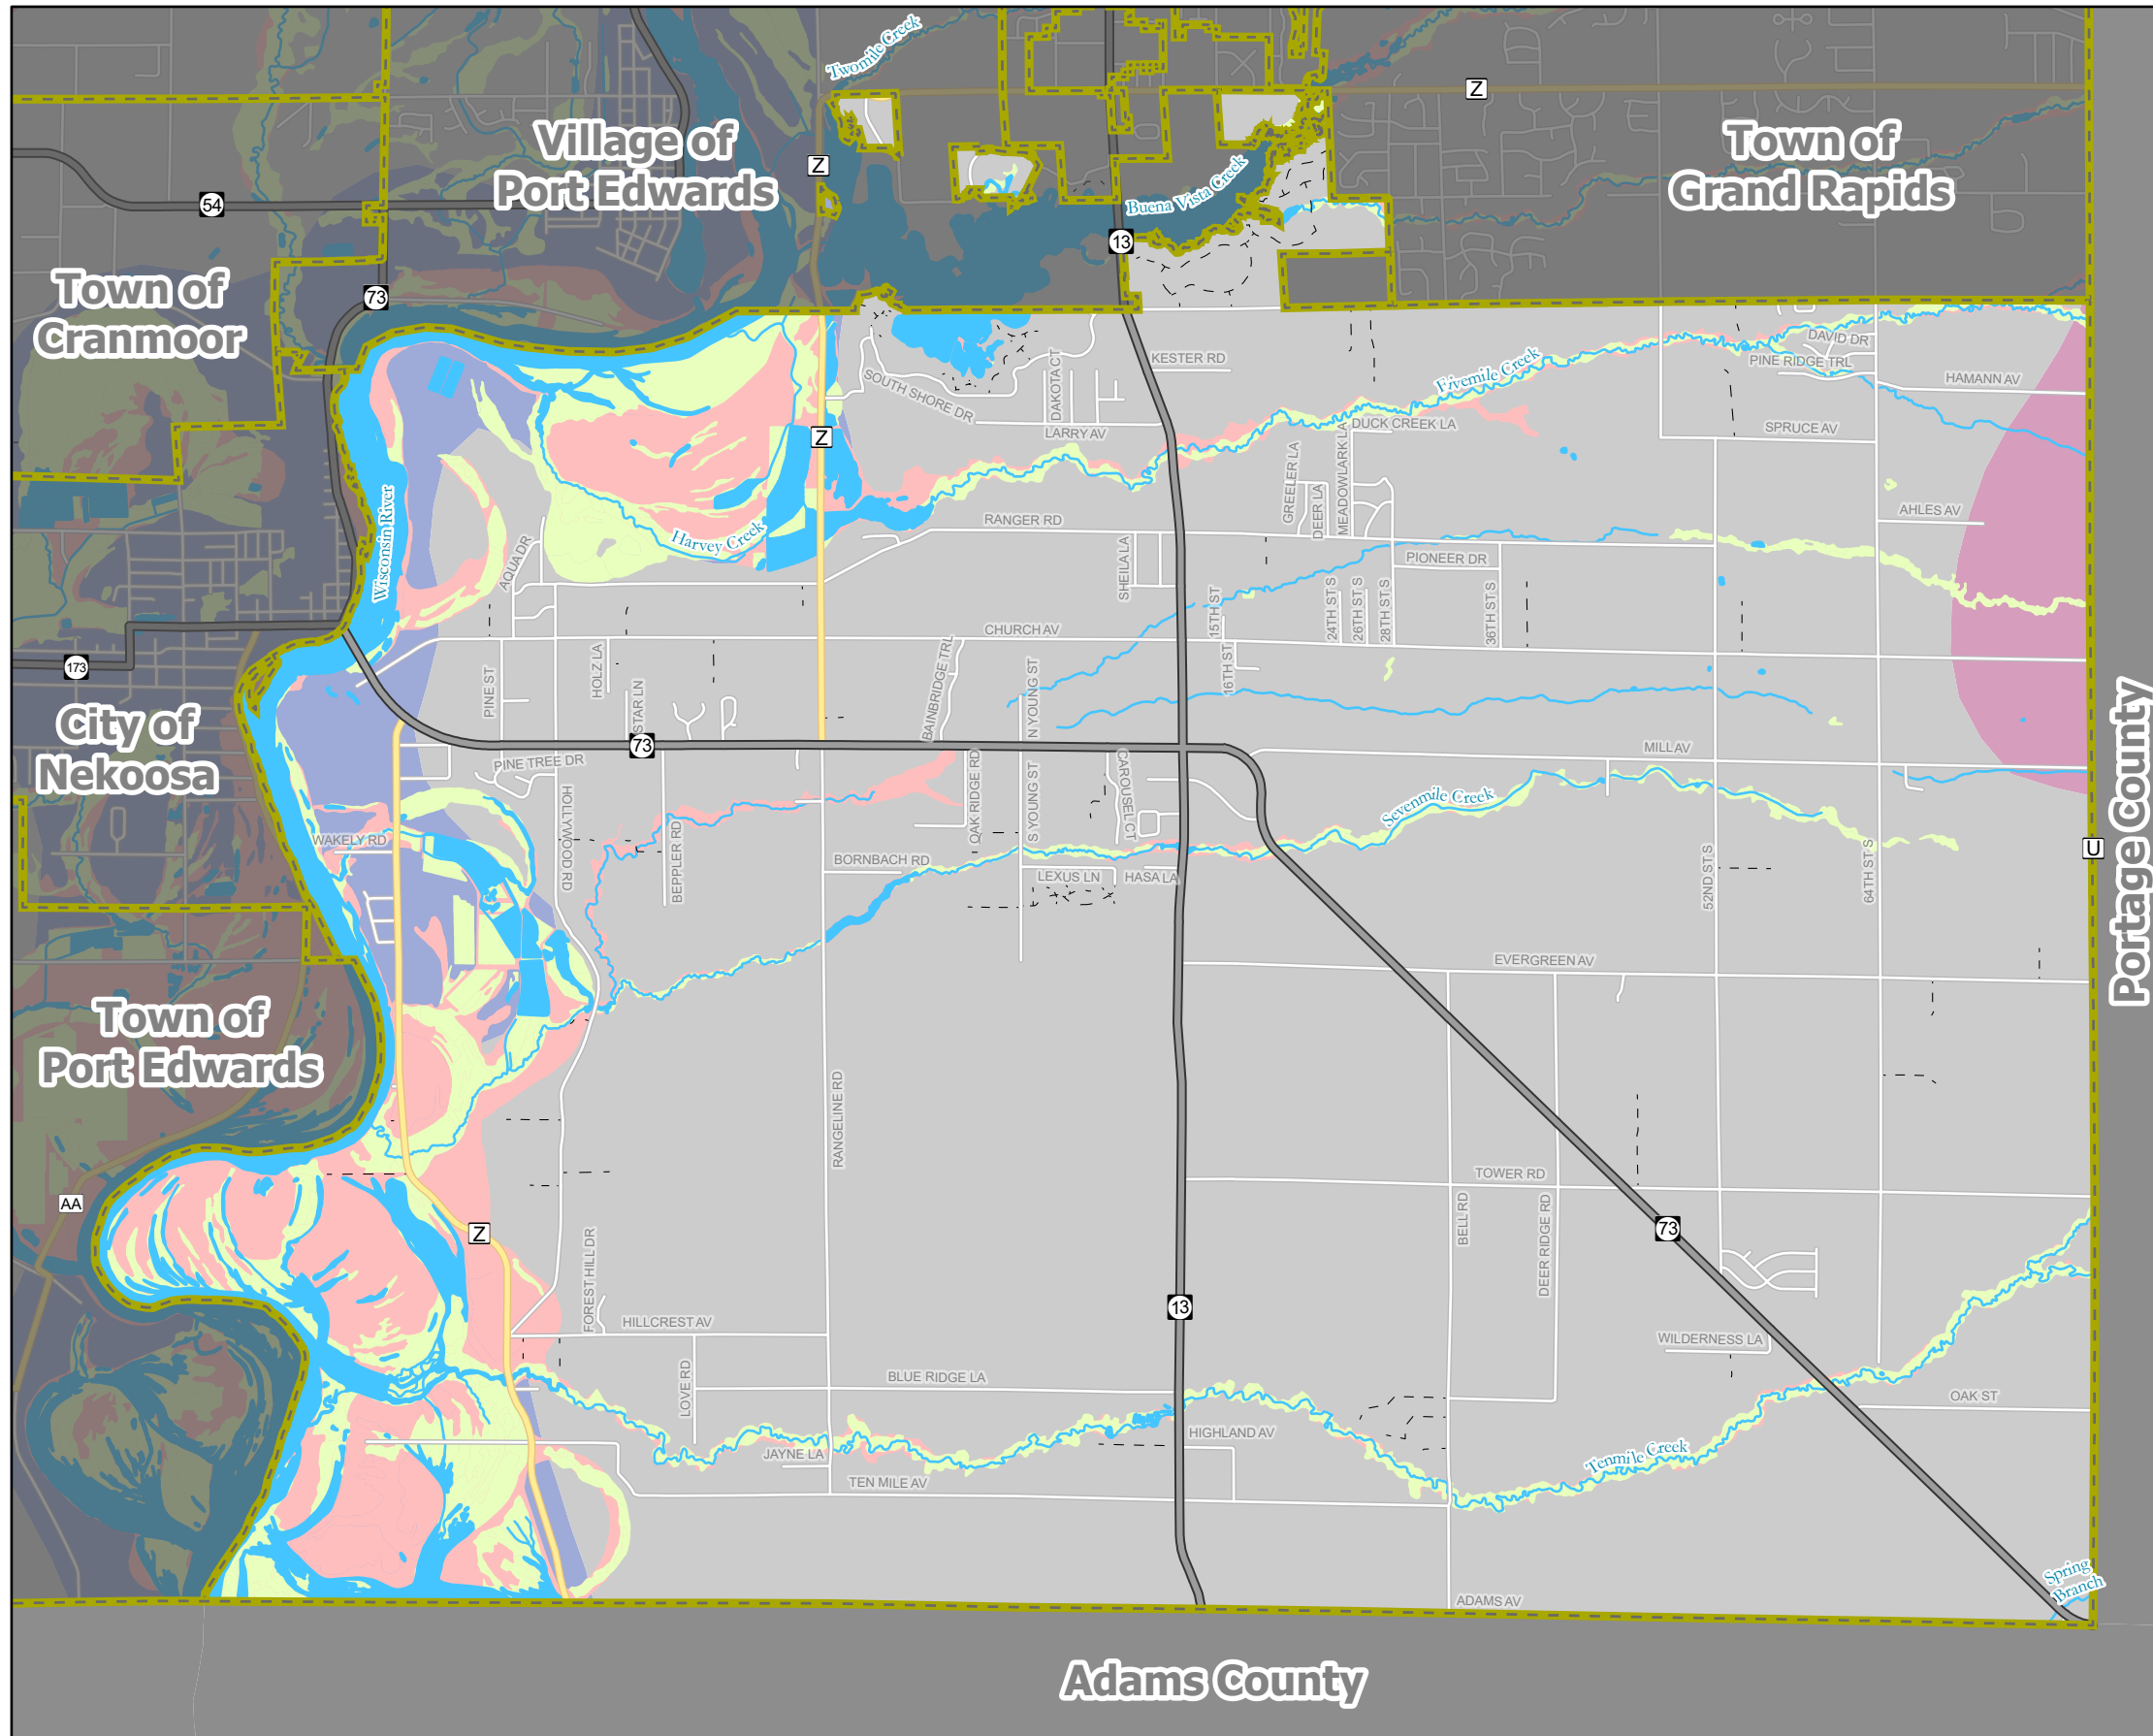 Twomile Creek
Z
Village of
Port Edwards
Z
Town of
Grand Rapids
54
Buena Vista Creek
13
Town of
Cranmoor
73
DAVID DR
PINE RIDGE TRL
HAMANN AV
KESTER RD
Fivemile Creek
SOUTH SHORE DR
DAKOTA CT
LARRY AV
DUCK CREEK LA
SPRUCE AV
Z
Wisconsin River
Harvey Creek
RANGER RD
GREELER LA
DEER LA
MEADOWLARK LA
AHLES AV
AQUA DR
SHEILA LA
PIONEER DR
15TH ST
24TH ST S
26TH ST S
28TH ST S
36TH ST S
CHURCH AV
173
PINE ST
HOLZ LA
STAR LN
BAINBRIDGE TRL
N YOUNG ST
16TH ST
City of
Nekoosa
73
MILL AV
PINE TREE DR
HOLLYWOOD RD
BEPPLER RD
OAK RIDGE RD
S YOUNG ST
CAROUSEL CT
Sevenmile Creek
Portage County
WAKELY RD
BORNBACH RD
LEXUS LN
HASA LA
52ND ST S
64TH ST S
U
EVERGREEN AV
Town of
Port Edwards
RANGELINE RD
TOWER RD
AA
Z
BELL RD
DEER RIDGE RD
73
FOREST HILL DR
HILLCREST AV
13
WILDERNESS LA
LOVE RD
BLUE RIDGE LA
OAK ST
HIGHLAND AV
JAYNE LA
TEN MILE AV
Tenmile Creek
Spring
Branch
ADAMS AV
Adams County